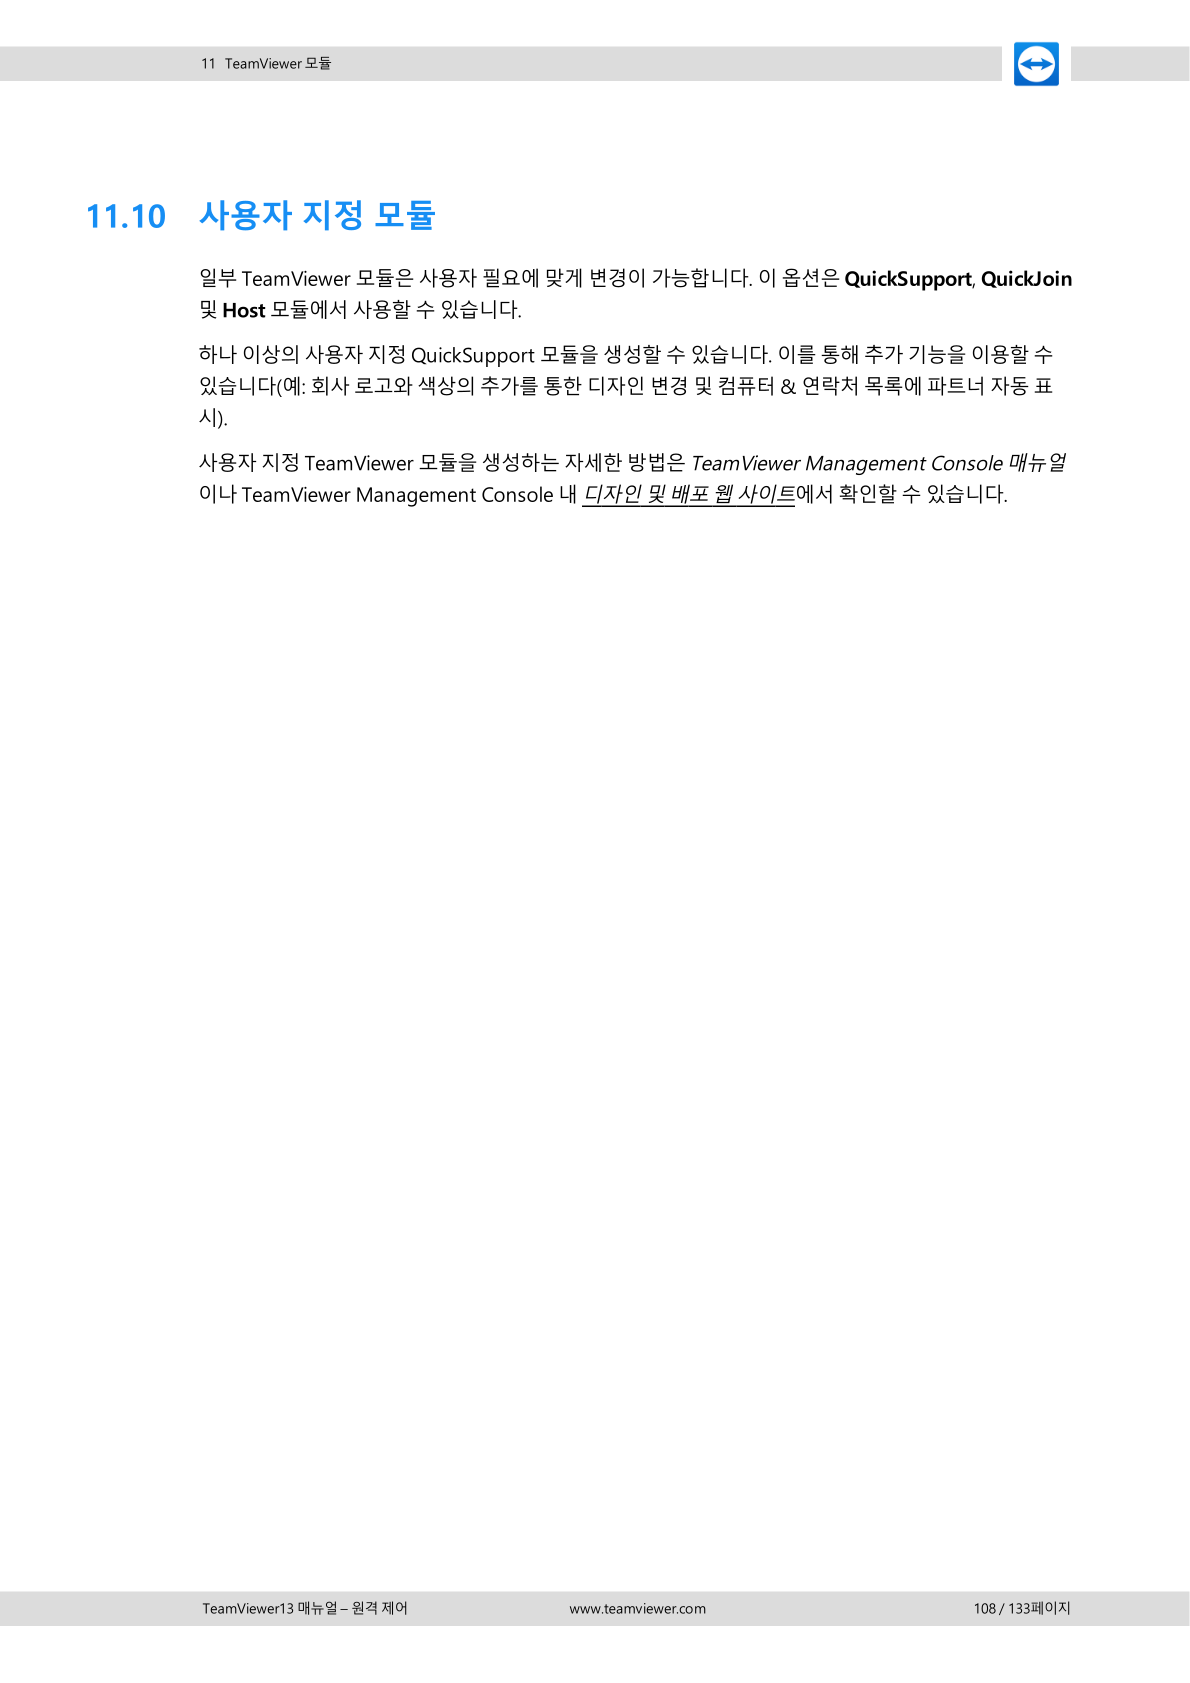 11 TeamViewer 모듈
11.10 사용자 지정 모듈
일부 TeamViewer 모듈은 사용자 필요에 맞게 변경이 가능합니다. 이 옵션은 QuickSupport, QuickJoin
및 Host 모듈에서 사용할 수 있습니다.
하나 이상의 사용자 지정 QuickSupport 모듈을 생성할 수 있습니다. 이를 통해 추가 기능을 이용할 수
있습니다(예: 회사 로고와 색상의 추가를 통한 디자인 변경 및 컴퓨터 & 연락처 목록에 파트너 자동 표
시).
사용자 지정 TeamViewer 모듈을 생성하는 자세한 방법은 TeamViewer Management Console 매뉴얼
이나 TeamViewer Management Console 내 디자인 및 배포 웹 사이트에서 확인할 수 있습니다.
TeamViewer13 매뉴얼 – 원격 제어 www.teamviewer.com 108 / 133페이지